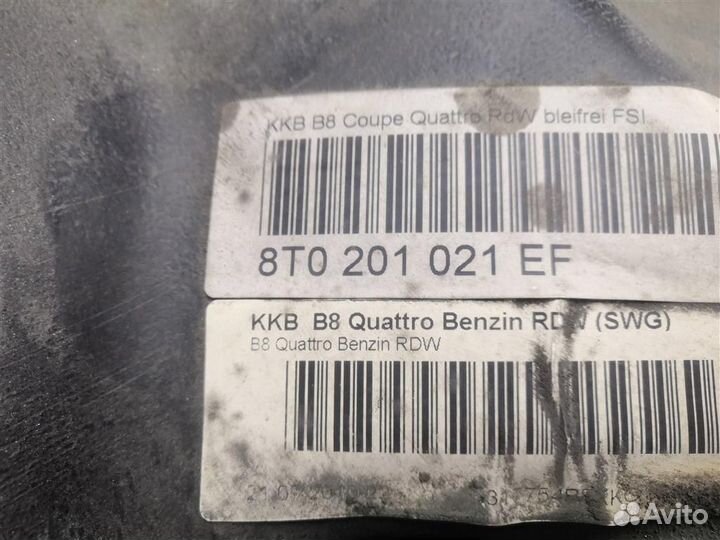 KKB B8 Coupe Quattro RdW bleifrei FSI
8T0 201 021 EF
KKB B8 Quattro Benzin RDW (SWG)
B8 Quattro Benzin RDW
Avito